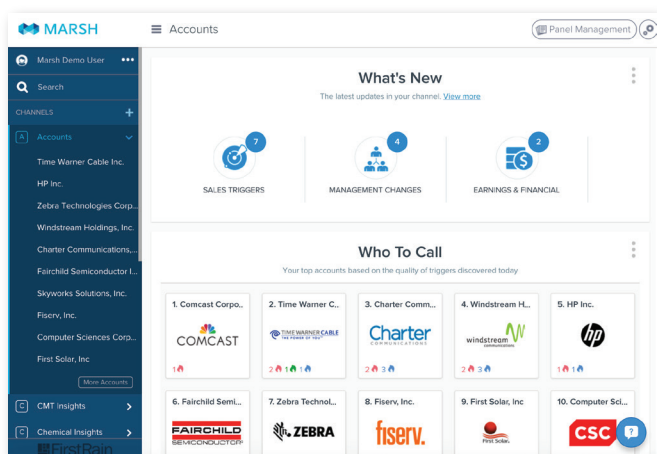 MARSH
Accounts
Panel Management
Marsh Demo User
Search
CHANNELS
A Accounts
Time Warner Cable Inc.
HP Inc.
Zebra Technologies Corp...
Windstream Holdings, Inc.
Charter Communications,...
Fairchild Semiconductor I...
Skyworks Solutions, Inc.
Fiserv, Inc.
Computer Sciences Corp...
First Solar, Inc
More Accounts
C CMT Insights
C Chemical Insights
FirstRain
What's New
The latest updates in your channel. View more
7
SALES TRIGGERS
4
MANAGEMENT CHANGES
2
EARNINGS & FINANCIAL
Who To Call
Your top accounts based on the quality of triggers discovered today
1. Comcast Corpo..
COMCAST
1
2. Time Warner C..
TIME WARNER CABLE
THE POWER OF YOU™
2 1 1
3. Charter Comm...
Charter
COMMUNICATIONS
2 3
4. Windstream H...
windstream
communications
2 3
5. HP Inc.
hp
1 1
6. Fairchild Semi...
FAIRCHILD
SEMICONDUCTOR
7. Zebra Technol...
ZEBRA
8. Fiserv, Inc.
fiserv.
9. First Solar, Inc
First Solar.
10. Computer Sci...
CSC
?